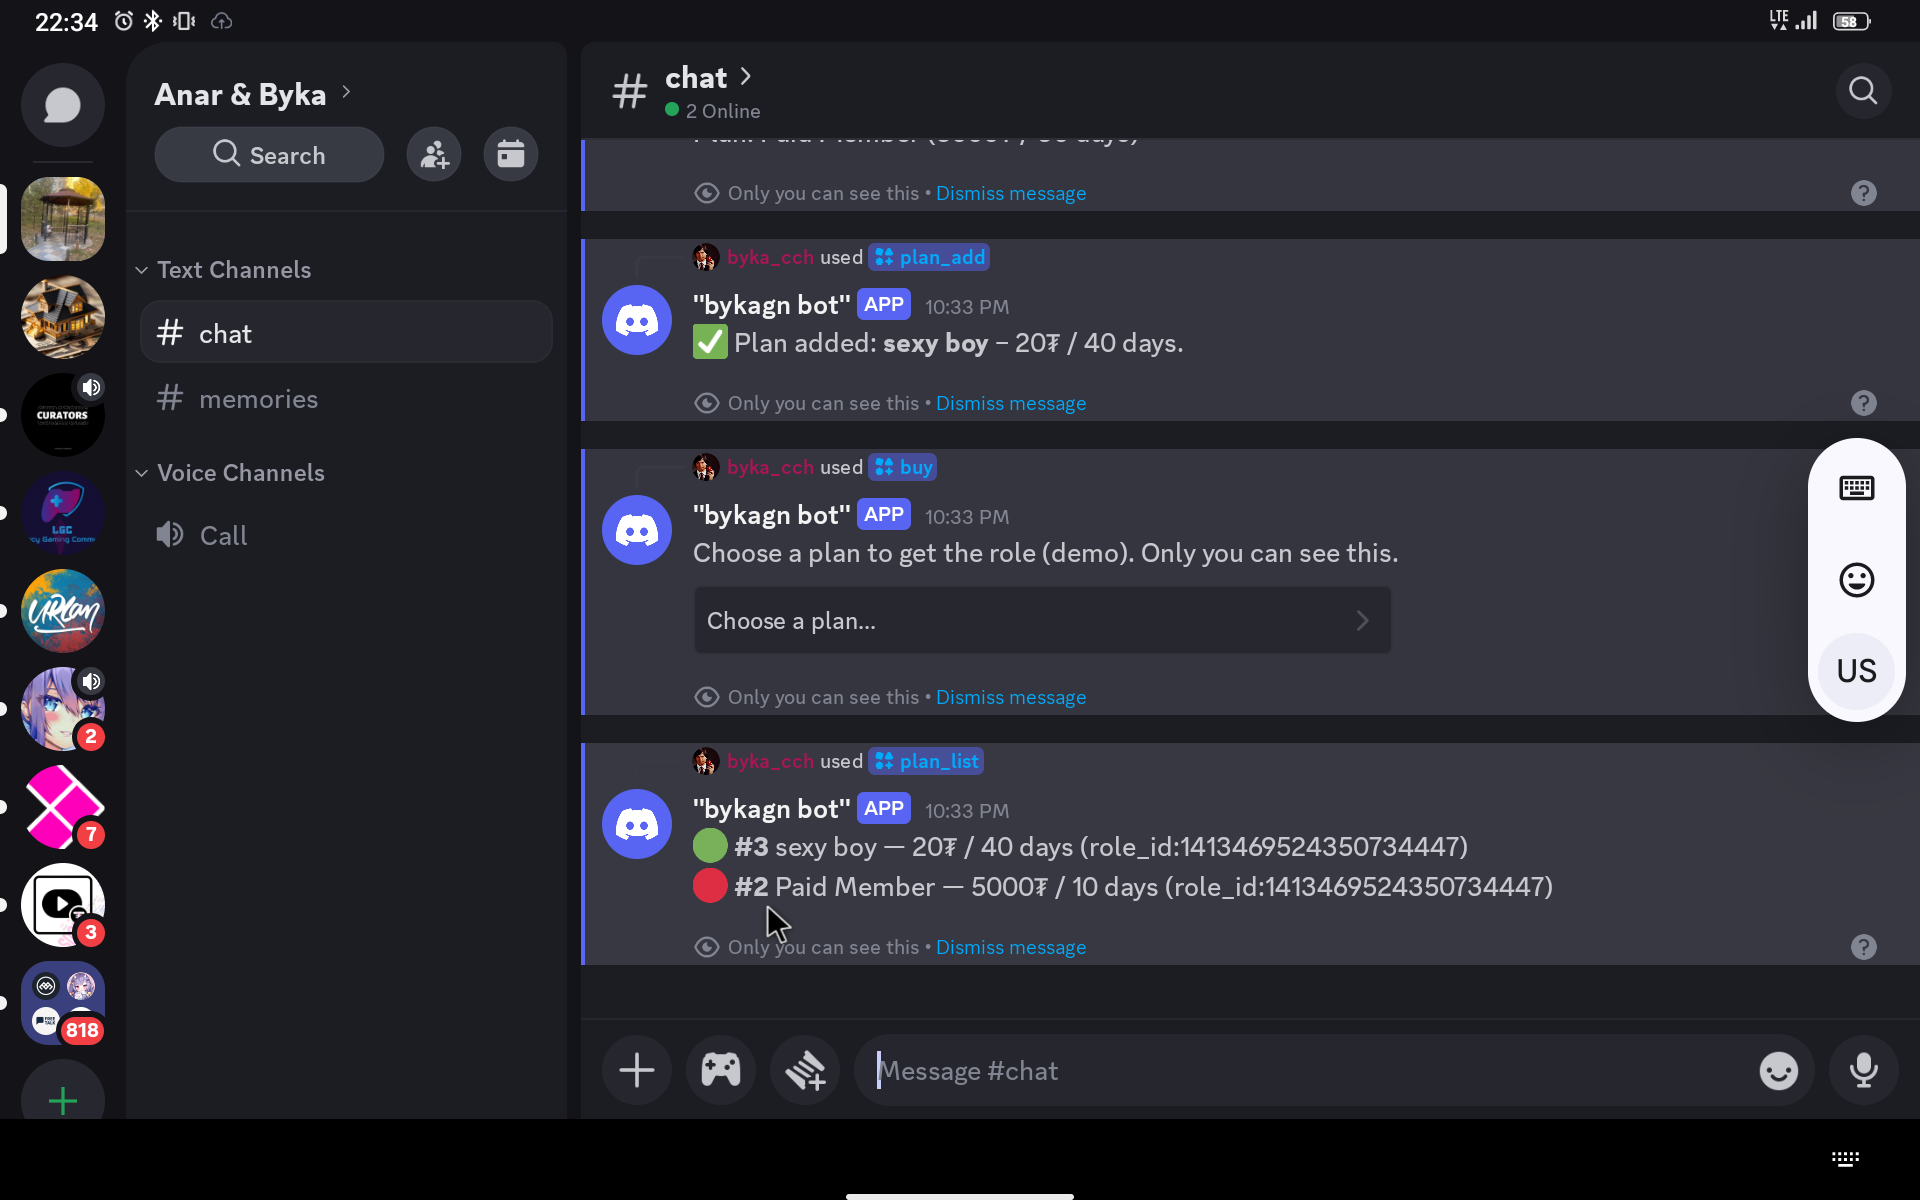 22:34
LTE
58
Anar & Byka
Search
Text Channels
chat
memories
Voice Channels
Call
CURATORS
LGC
URLAN
2
7
3
818
chat
2 Online
Only you can see this • Dismiss message
byka_cch used plan_add
"bykagn bot" APP 10:33 PM
✅ Plan added: sexy boy – 20₮ / 40 days.
Only you can see this • Dismiss message
byka_cch used buy
"bykagn bot" APP 10:33 PM
Choose a plan to get the role (demo). Only you can see this.
Choose a plan...
Only you can see this • Dismiss message
byka_cch used plan_list
"bykagn bot" APP 10:33 PM
🟢 #3 sexy boy — 20₮ / 40 days (role_id:1413469524350734447)
🔴 #2 Paid Member — 5000₮ / 10 days (role_id:1413469524350734447)
Only you can see this • Dismiss message
Message #chat
US